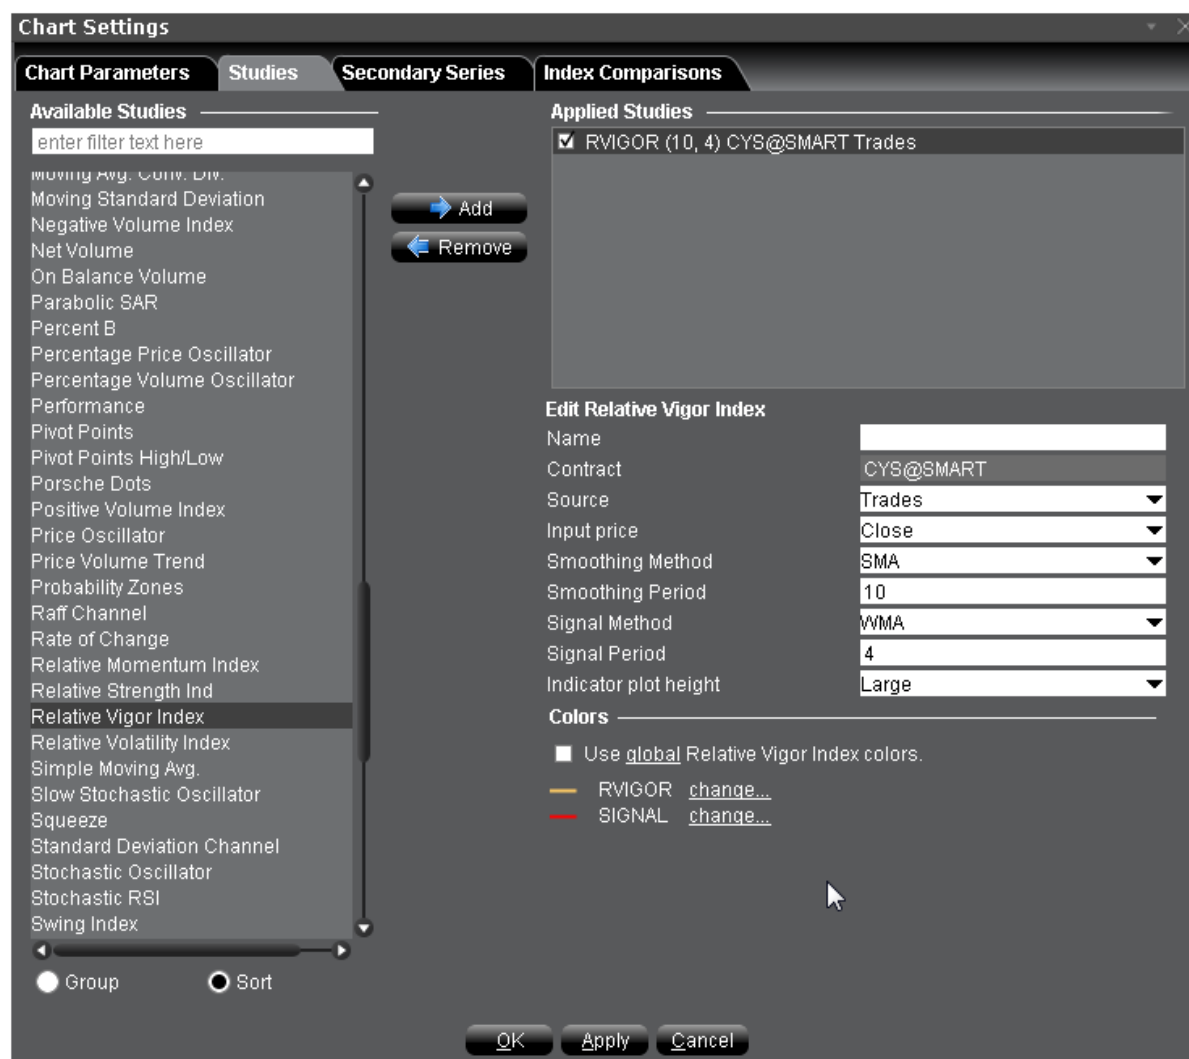 Chart Settings
Chart Parameters
Studies
Secondary Series
Index Comparisons
Available Studies
enter filter text here
Moving Avg. Conv. Div.
Moving Standard Deviation
Negative Volume Index
Net Volume
On Balance Volume
Parabolic SAR
Percent B
Percentage Price Oscillator
Percentage Volume Oscillator
Performance
Pivot Points
Pivot Points High/Low
Porsche Dots
Positive Volume Index
Price Oscillator
Price Volume Trend
Probability Zones
Raff Channel
Rate of Change
Relative Momentum Index
Relative Strength Ind
Relative Vigor Index
Relative Volatility Index
Simple Moving Avg.
Slow Stochastic Oscillator
Squeeze
Standard Deviation Channel
Stochastic Oscillator
Stochastic RSI
Swing Index
Group
Sort
Add
Remove
Applied Studies
RVIGOR (10, 4) CYS@SMART Trades
Edit Relative Vigor Index
Name
Contract CYS@SMART
Source Trades
Input price Close
Smoothing Method SMA
Smoothing Period 10
Signal Method WMA
Signal Period 4
Indicator plot height Large
Colors
Use global Relative Vigor Index colors.
RVIGOR change...
SIGNAL change...
OK
Apply
Cancel